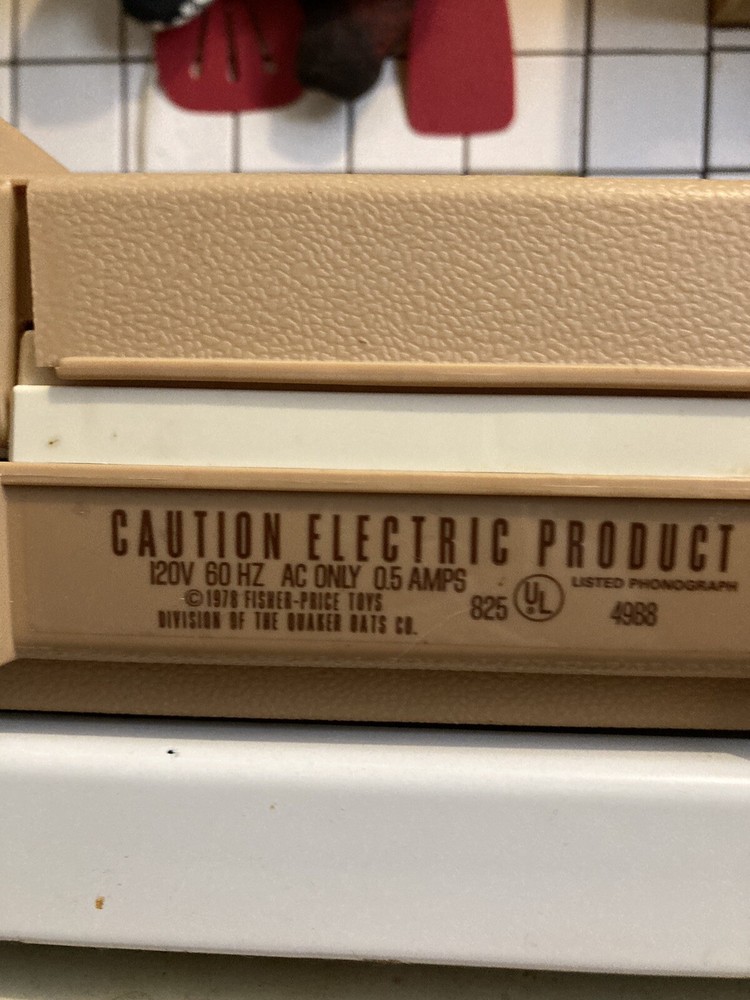 CAUTION ELECTRIC PRODUCT
120V 60 HZ AC ONLY 0.5 AMPS
©1978 FISHER-PRICE TOYS
DIVISION OF THE QUAKER OATS CO.
825 UL LISTED PHONOGRAPH
49B8